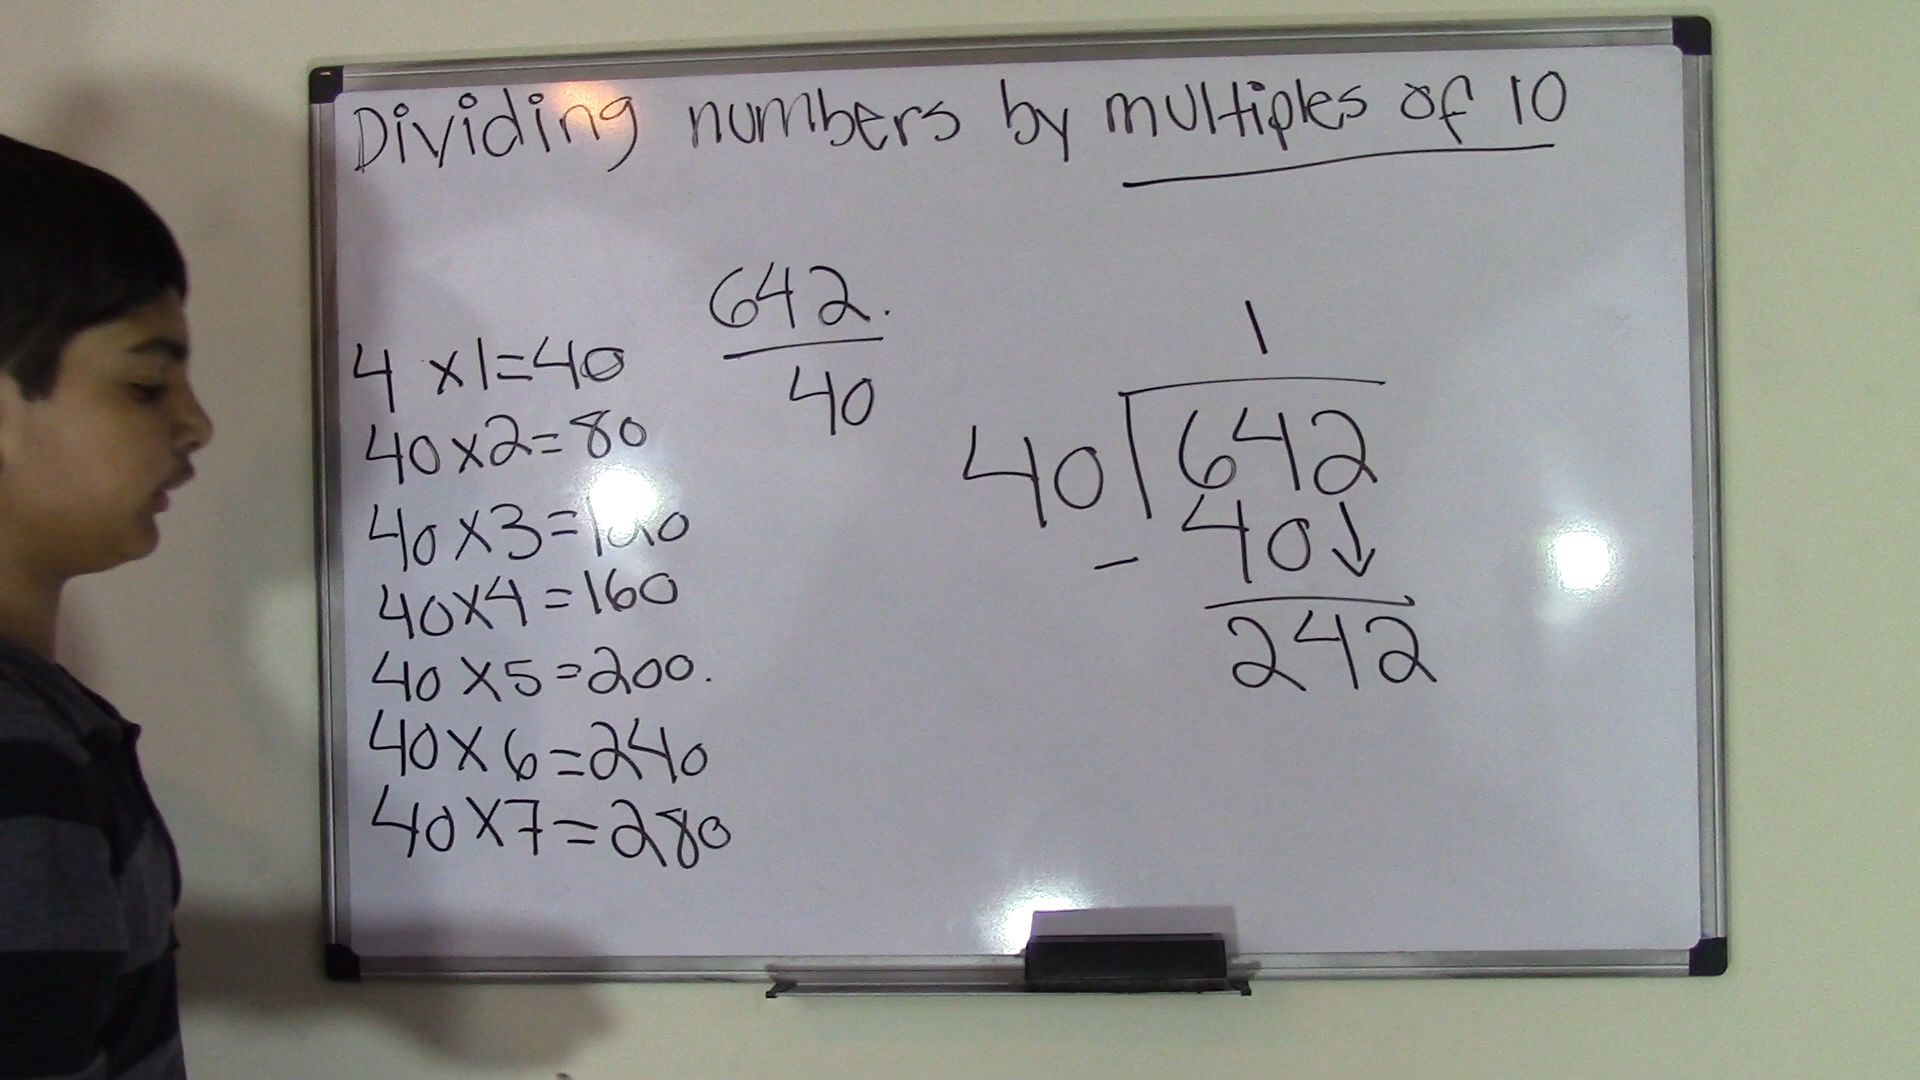 Dividing numbers by multiples of 10
4 x1=40
40x2=80
40x3=
40x4=160
40x5=200.
40x6=240
40x7=280
642.
40
1
40 642
- 40↓
242